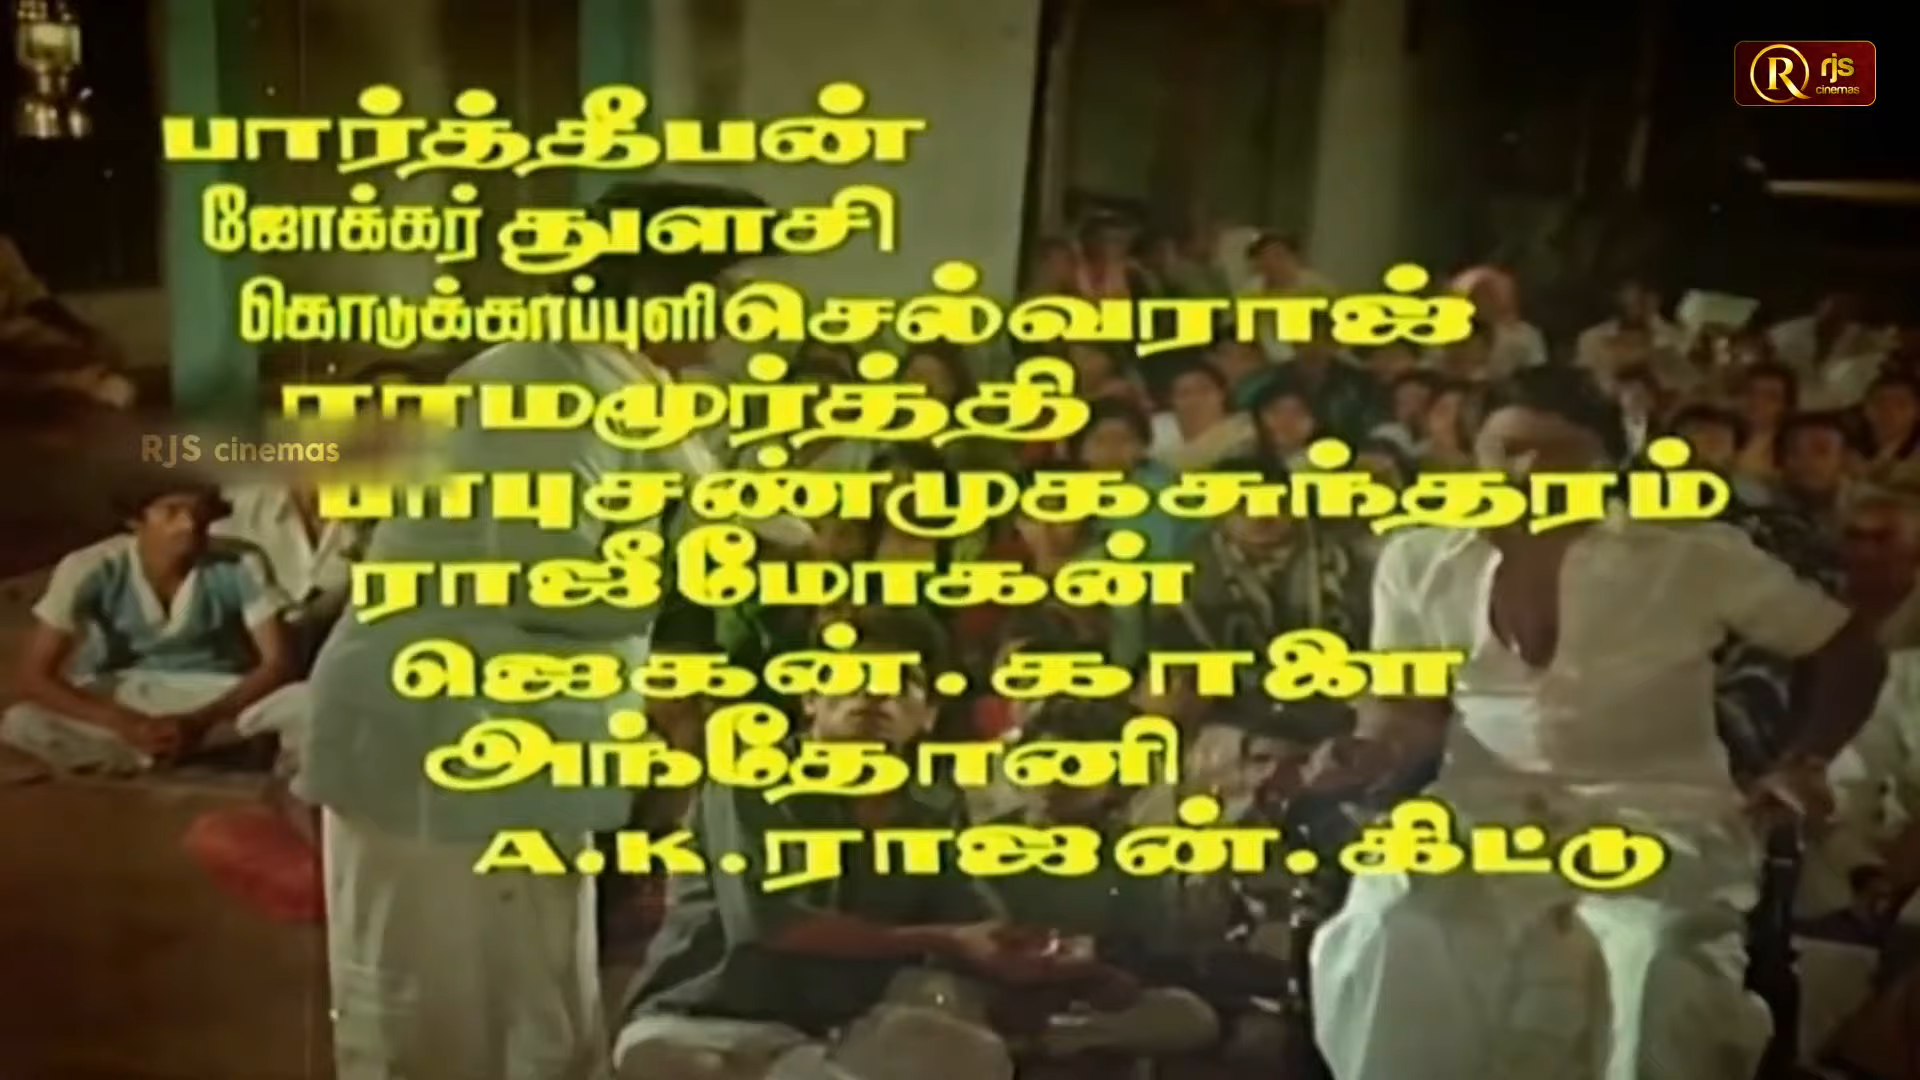 R rjs
cinemas
பார்த்தீபன்
ஜோக்கர் துளசி
கொடுக்காப்புளி செல்வராஜ்
ராமமூர்த்தி
RJS cinemas
பாபுசண்முகசுந்தரம்
ராஜீமோகன்
ஜெகன். காளை
அந்தோனி
A.K.ராஜன். கிட்டு